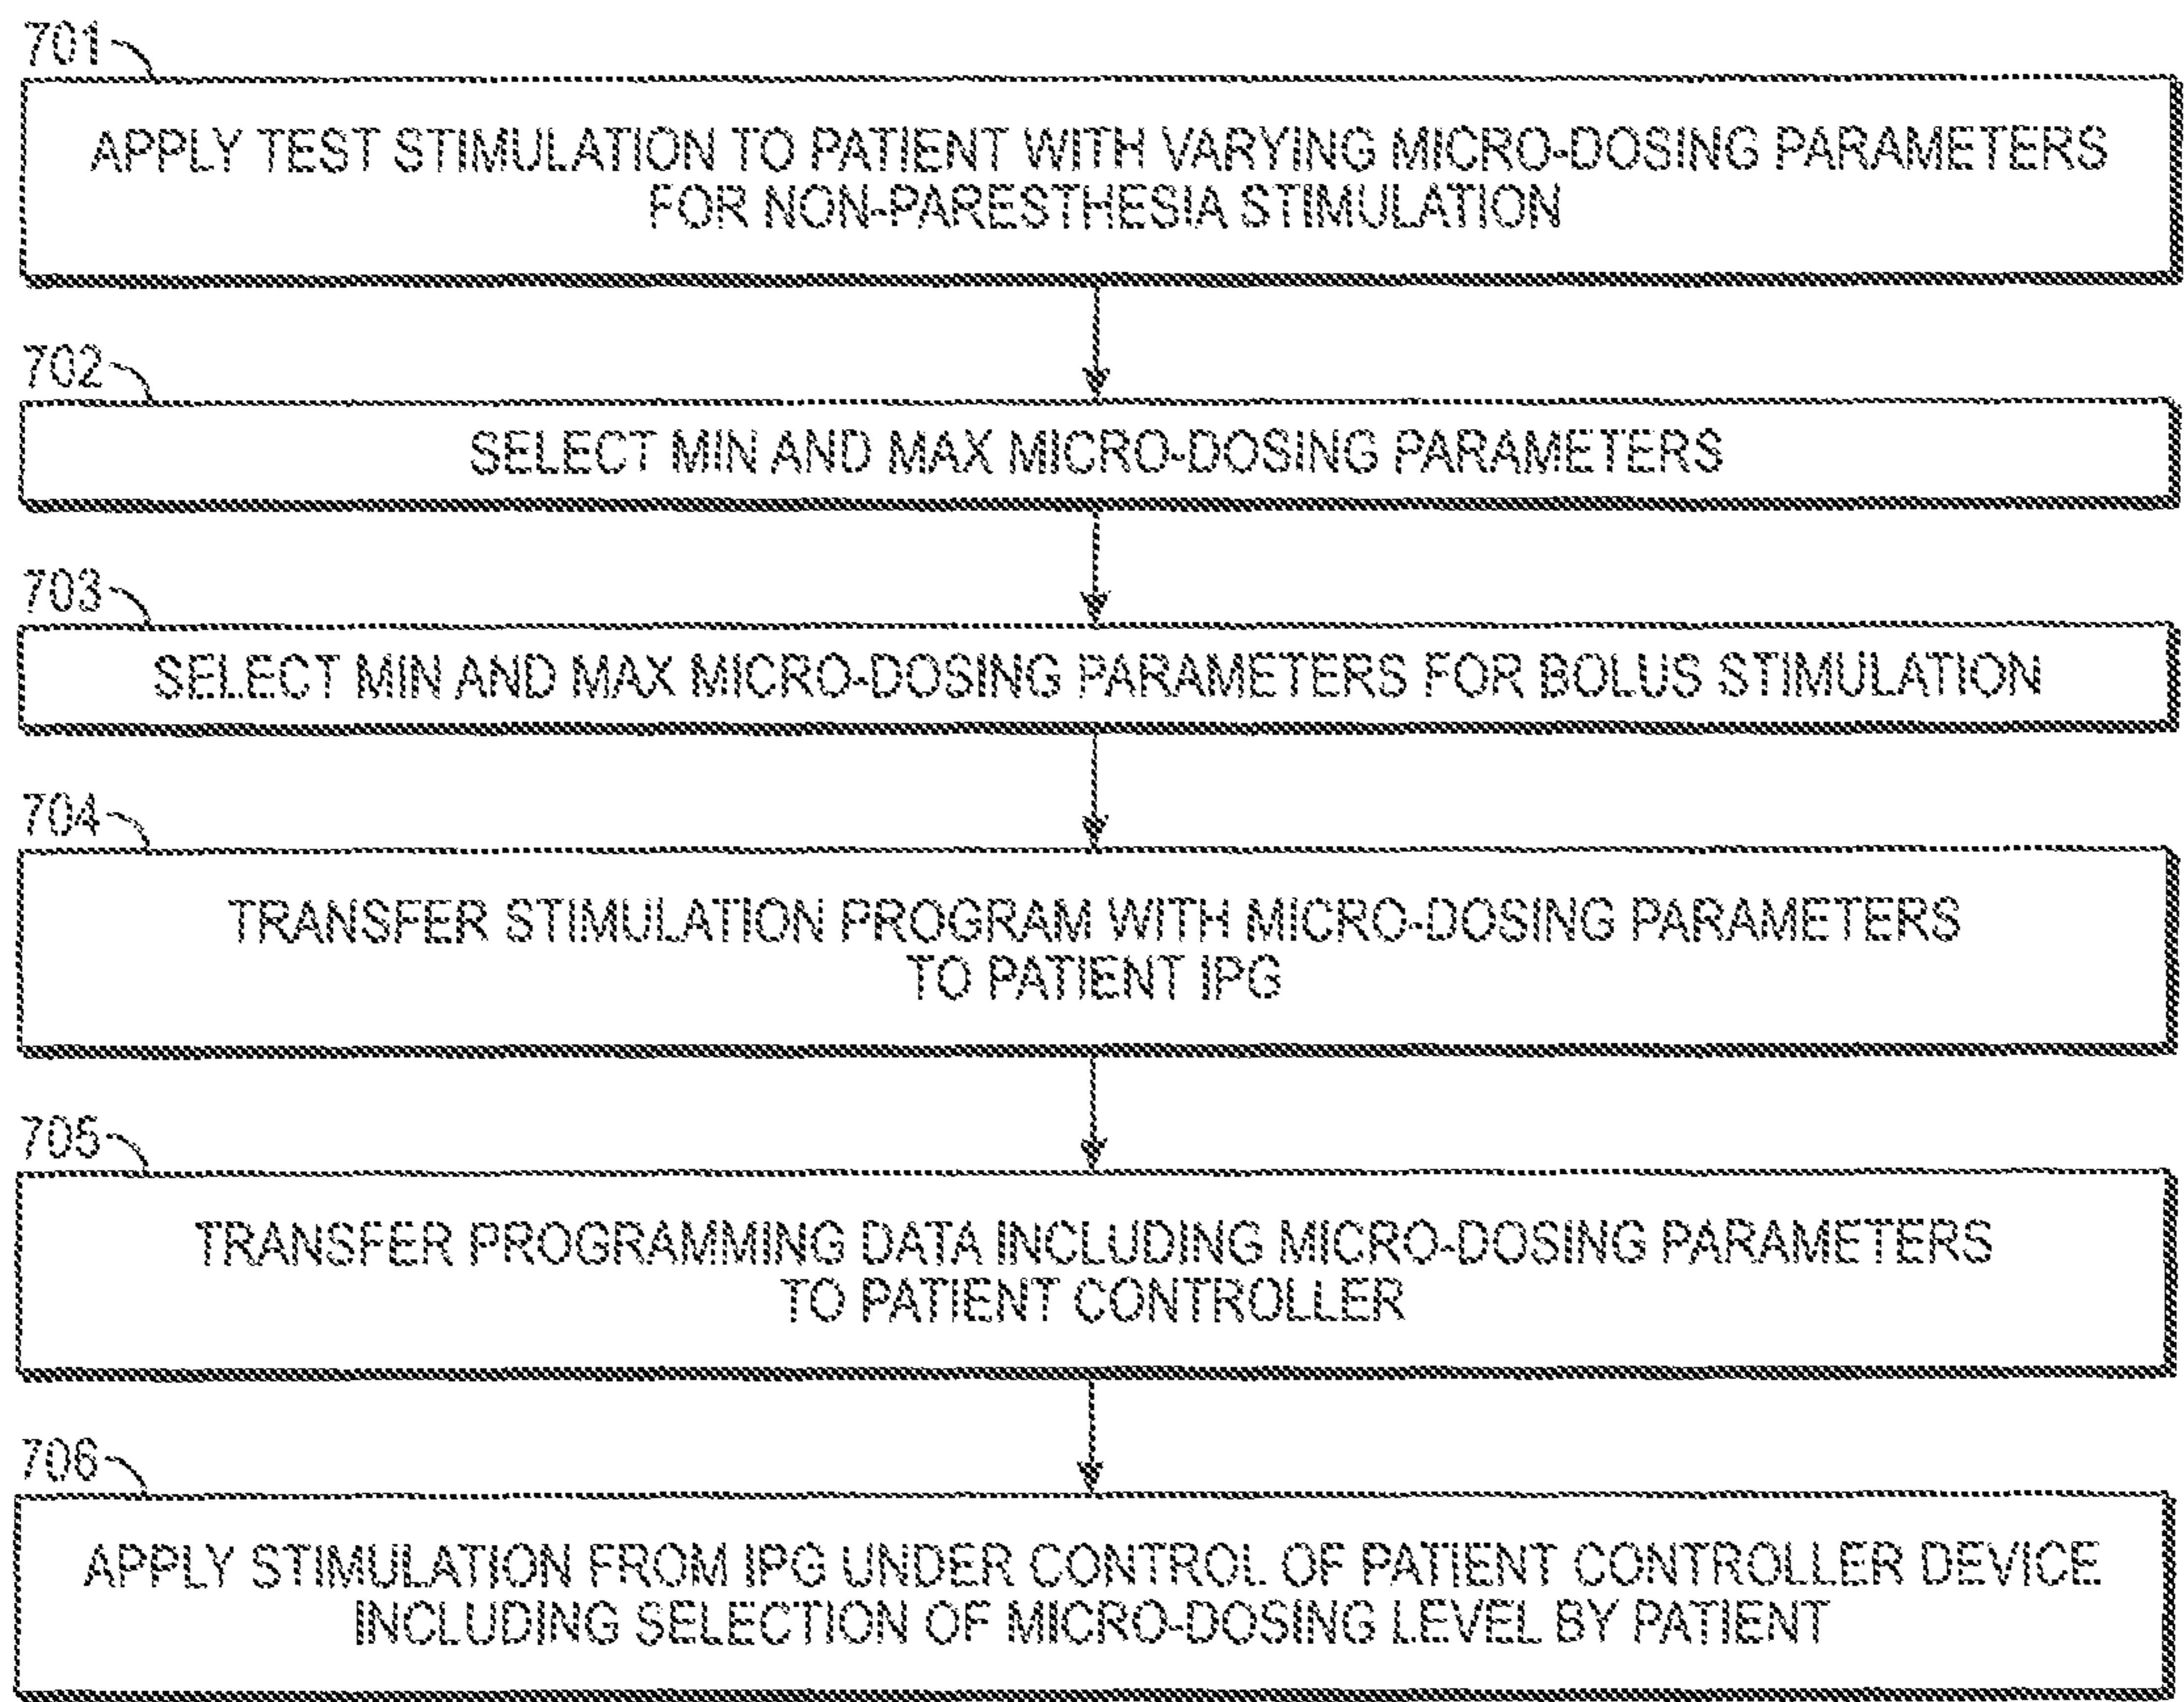 701
APPLY TEST STIMULATION TO PATIENT WITH VARYING MICRO-DOSING PARAMETERS
FOR NON-PARESTHESIA STIMULATION
702
SELECT MIN AND MAX MICRO-DOSING PARAMETERS
703
SELECT MIN AND MAX MICRO-DOSING PARAMETERS FOR BOLUS STIMULATION
704
TRANSFER STIMULATION PROGRAM WITH MICRO-DOSING PARAMETERS
TO PATIENT IPG
705
TRANSFER PROGRAMMING DATA INCLUDING MICRO-DOSING PARAMETERS
TO PATIENT CONTROLLER
706
APPLY STIMULATION FROM IPG UNDER CONTROL OF PATIENT CONTROLLER DEVICE
INCLUDING SELECTION OF MICRO-DOSING LEVEL BY PATIENT